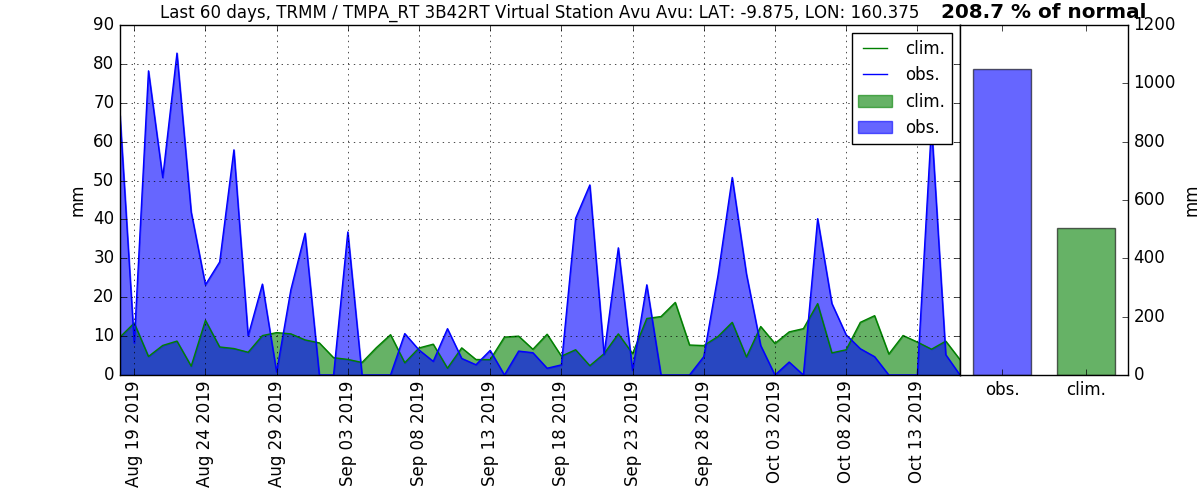 Last 60 days, TRMM / TMPA_RT 3B42RT Virtual Station Avu Avu: LAT: -9.875, LON: 160.375
208.7 % of normal
90
80
70
60
50
40
30
20
10
0
mm
clim.
obs.
clim.
obs.
Aug 19 2019
Aug 24 2019
Aug 29 2019
Sep 03 2019
Sep 08 2019
Sep 13 2019
Sep 18 2019
Sep 23 2019
Sep 28 2019
Oct 03 2019
Oct 08 2019
Oct 13 2019
obs.
clim.
1200
1000
800
600
400
200
0
mm